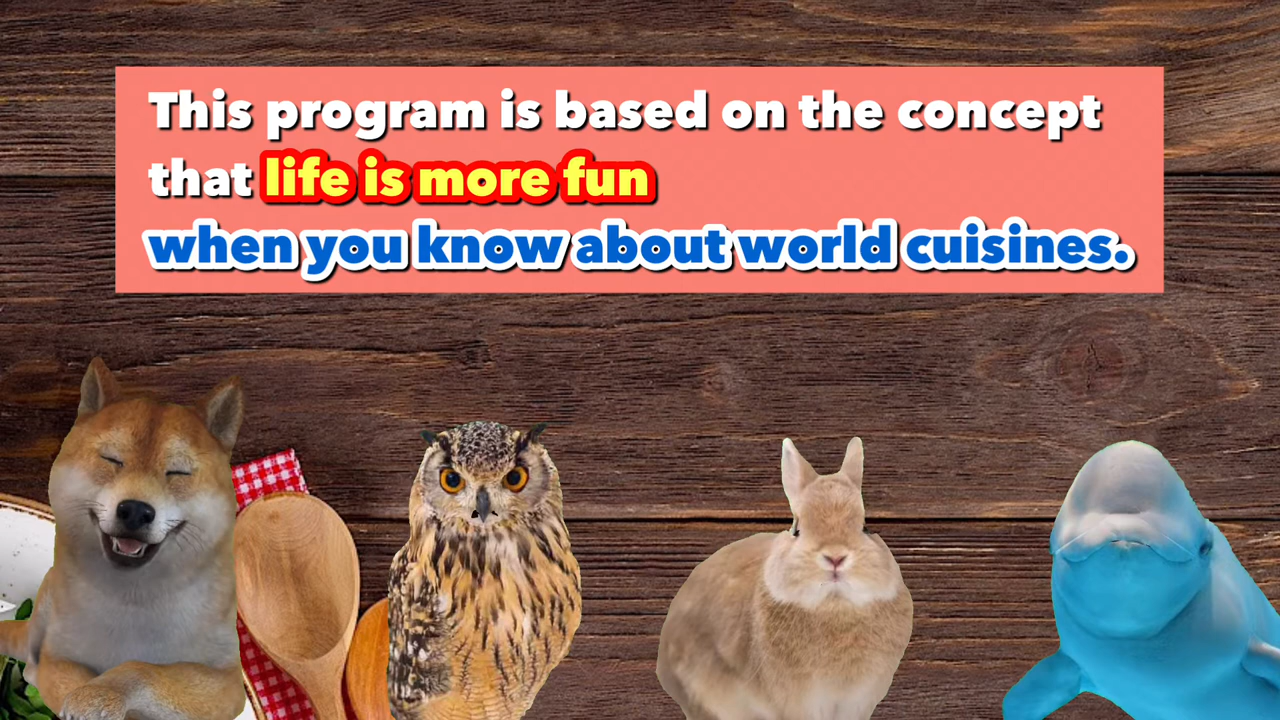 This program is based on the concept
that life is more fun
when you know about world cuisines.